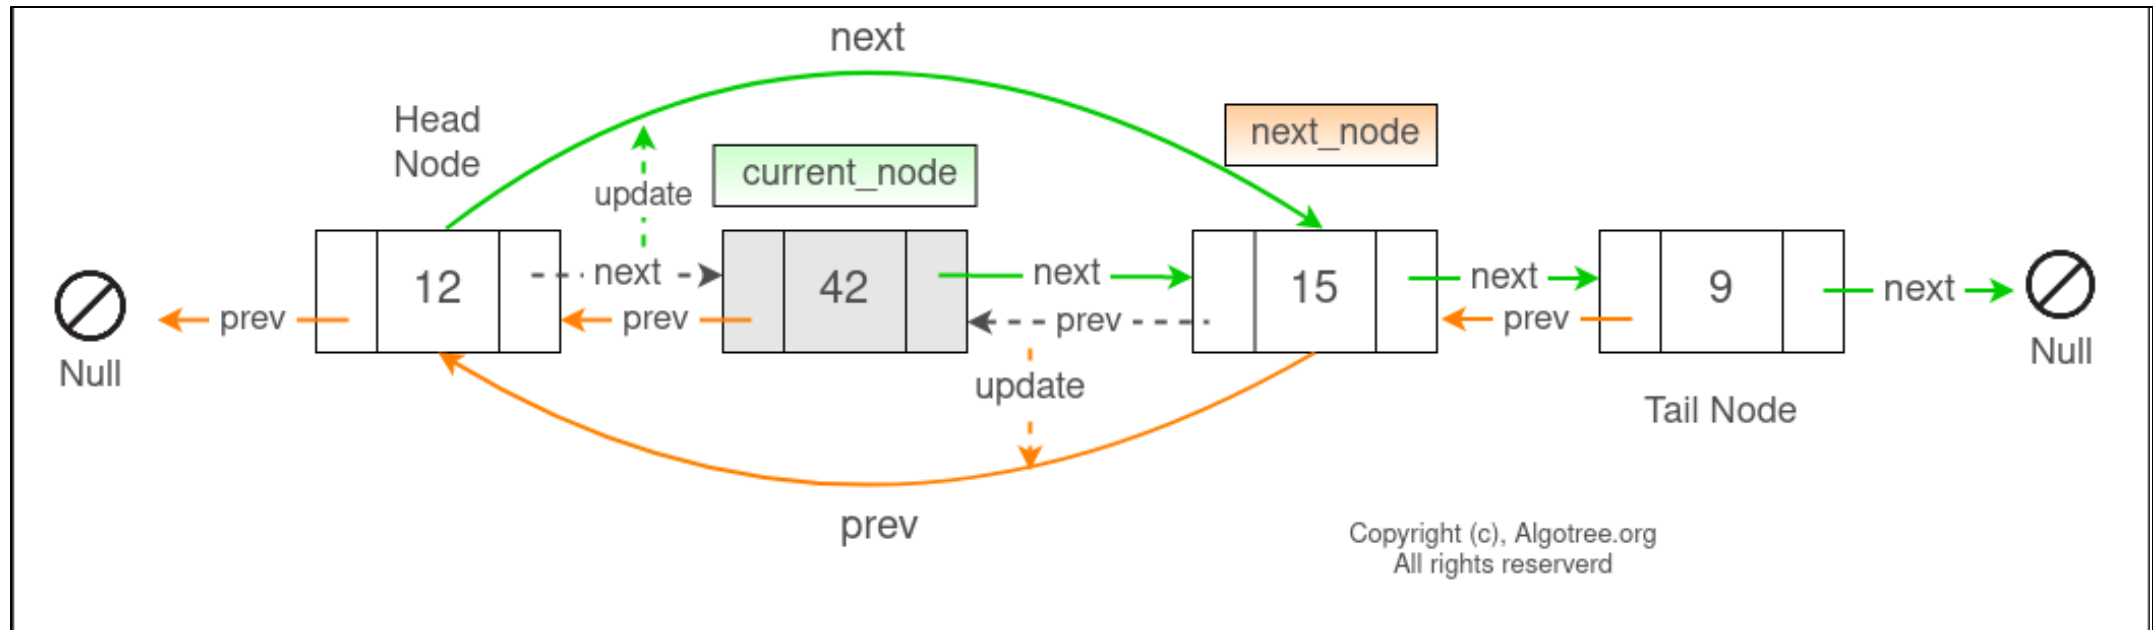 next
Head
Node
next_node
current_node
update
12
next
42
next
15
next
9
next
prev
prev
prev
prev
Null
Null
update
Tail Node
prev
Copyright (c), Algotree.org
All rights reserverd